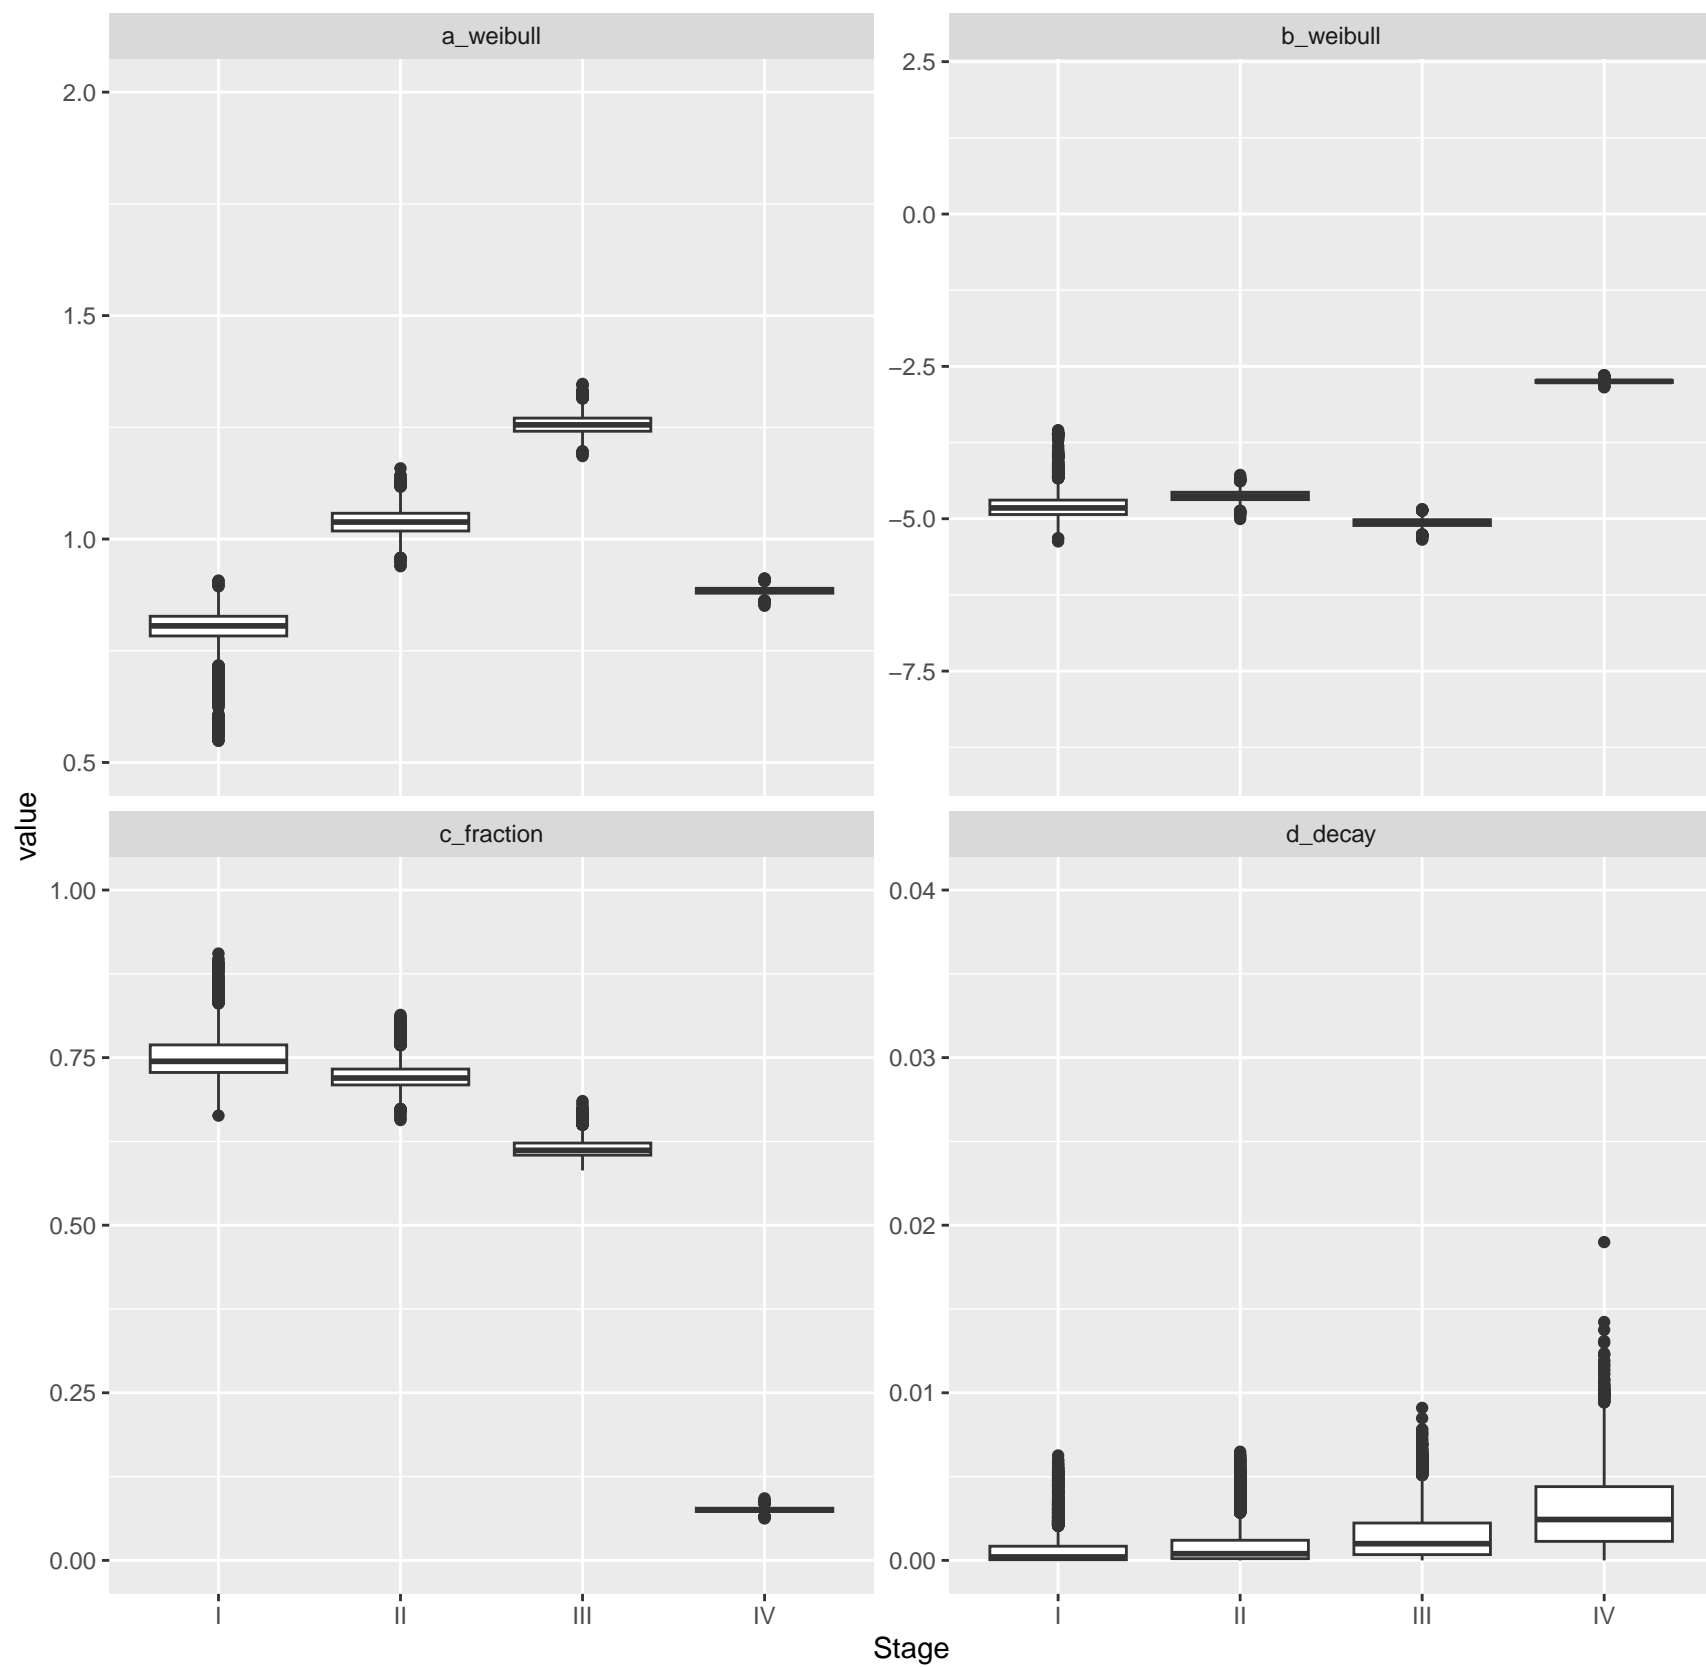 a_weibull
b_weibull
2.0
1.5
1.0
0.5
2.5
0.0
−2.5
−5.0
−7.5
value
c_fraction
d_decay
1.00
0.75
0.50
0.25
0.00
0.04
0.03
0.02
0.01
0.00
I II III IV
I II III IV
Stage